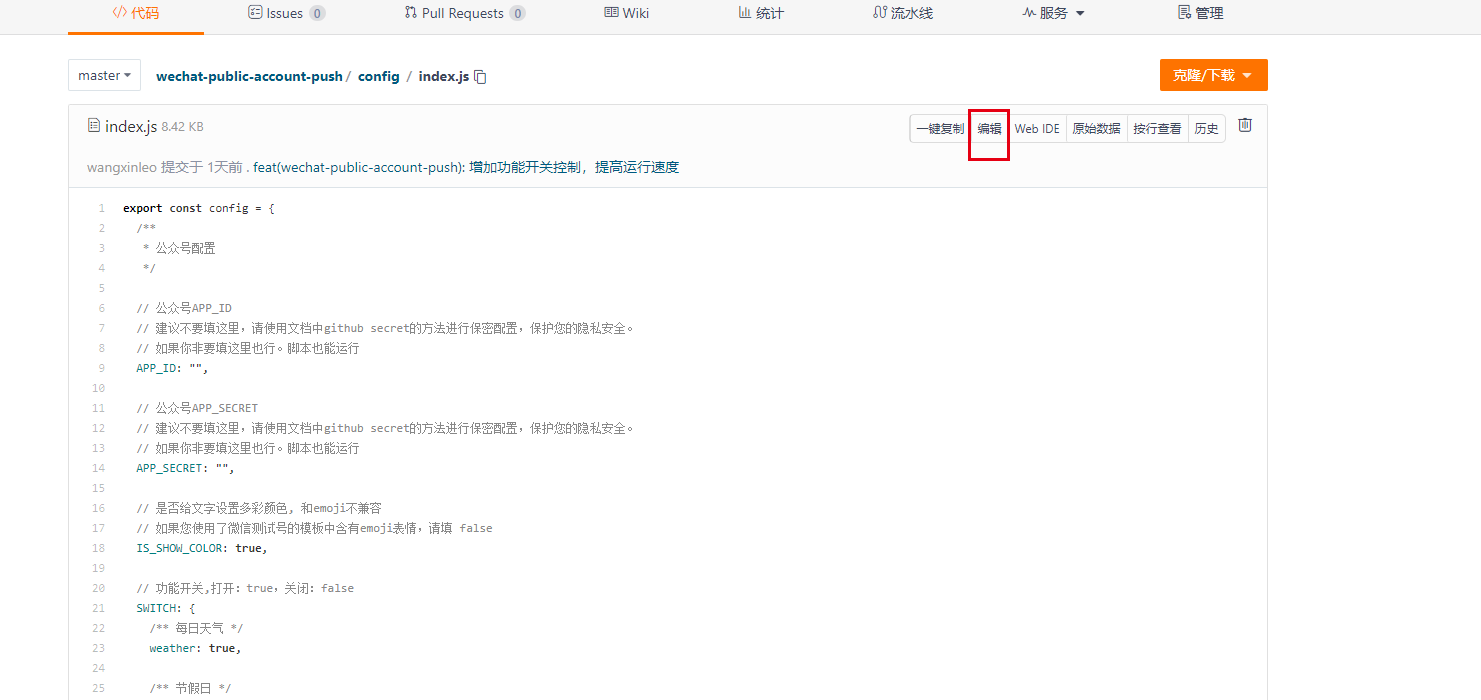 代码 Issues 0 Pull Requests 0 Wiki 统计 流水线 服务 管理
master wechat-public-account-push / config / index.js 克隆/下载
index.js 8.42 KB 一键复制 编辑 Web IDE 原始数据 按行查看 历史
wangxinleo 提交于 1天前 . feat(wechat-public-account-push): 增加功能开关控制，提高运行速度
1 export const config = {
2 /**
3 * 公众号配置
4 */
5
6 // 公众号APP_ID
7 // 建议不要填这里，请使用文档中github secret的方法进行保密配置，保护您的隐私安全。
8 // 如果你非要填这里也行。脚本也能运行
9 APP_ID: "",
10
11 // 公众号APP_SECRET
12 // 建议不要填这里，请使用文档中github secret的方法进行保密配置，保护您的隐私安全。
13 // 如果你非要填这里也行。脚本也能运行
14 APP_SECRET: "",
15
16 // 是否给文字设置多彩颜色, 和emoji不兼容
17 // 如果您使用了微信测试号的模板中含有emoji表情，请填 false
18 IS_SHOW_COLOR: true,
19
20 // 功能开关,打开：true，关闭：false
21 SWITCH: {
22 /** 每日天气 */
23 weather: true,
24
25 /** 节假日 */